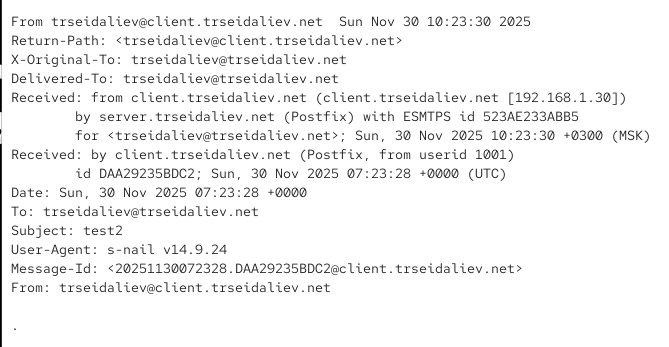 From trseidaliev@client.trseidaliev.net  Sun Nov 30 10:23:30 2025
Return-Path: <trseidaliev@client.trseidaliev.net>
X-Original-To: trseidaliev@trseidaliev.net
Delivered-To: trseidaliev@trseidaliev.net
Received: from client.trseidaliev.net (client.trseidaliev.net [192.168.1.30])
        by server.trseidaliev.net (Postfix) with ESMTPS id 523AE233ABB5
        for <trseidaliev@trseidaliev.net>; Sun, 30 Nov 2025 10:23:30 +0300 (MSK)
Received: by client.trseidaliev.net (Postfix, from userid 1001)
        id DAA29235BDC2; Sun, 30 Nov 2025 07:23:28 +0000 (UTC)
Date: Sun, 30 Nov 2025 07:23:28 +0000
To: trseidaliev@trseidaliev.net
Subject: test2
User-Agent: s-nail v14.9.24
Message-Id: <20251130072328.DAA29235BDC2@client.trseidaliev.net>
From: trseidaliev@client.trseidaliev.net

.